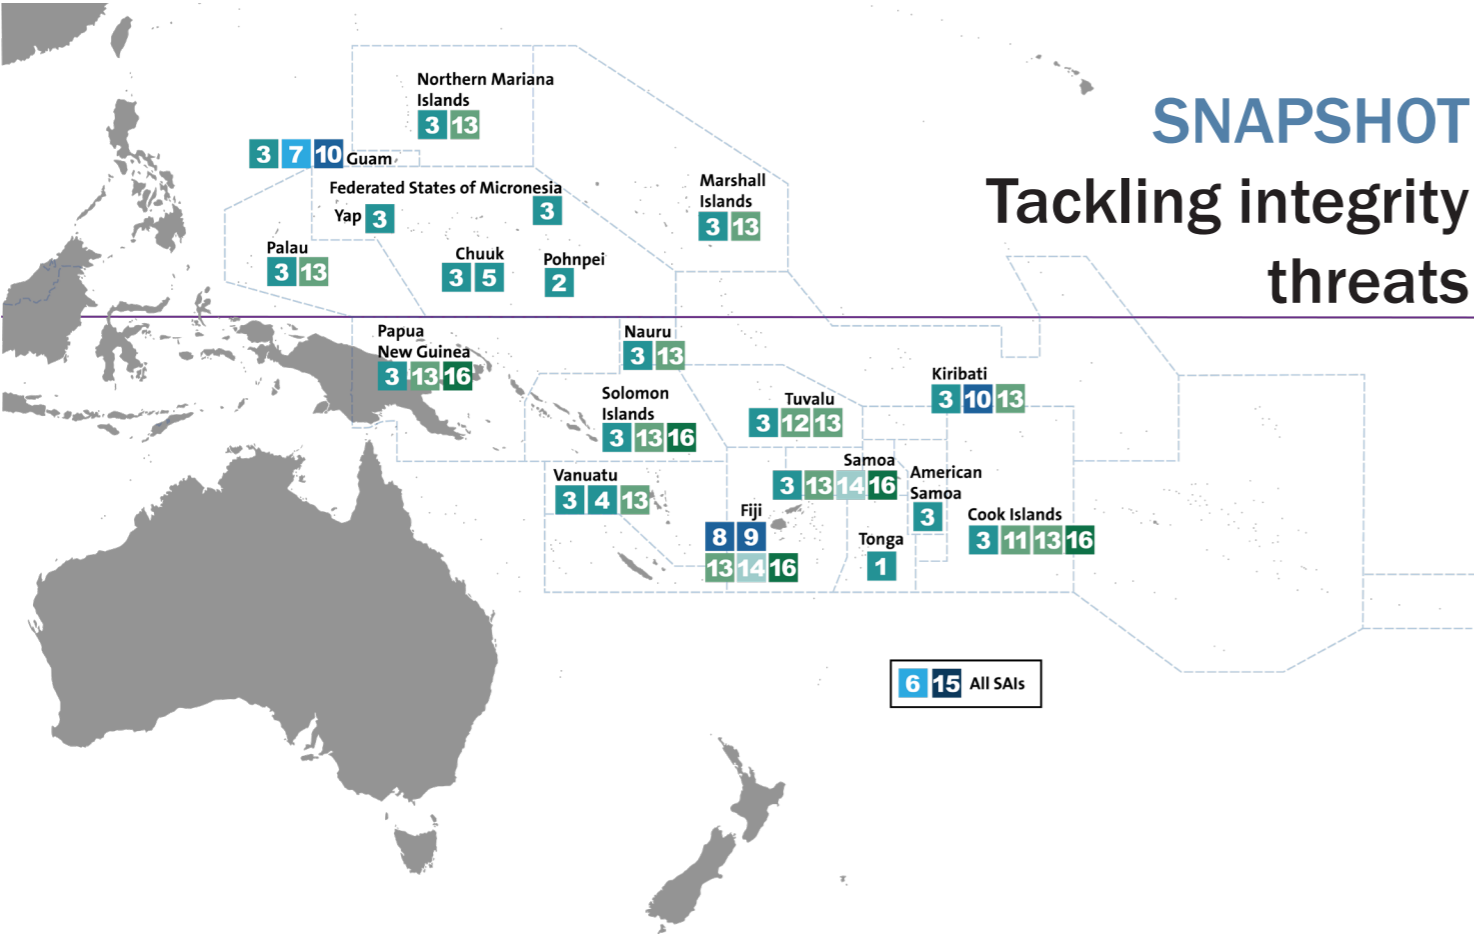 SNAPSHOT
Tackling integrity
threats
Northern Mariana
Islands
3 13
3 7 10 Guam
Federated States of Micronesia
3
Yap 3
Marshall
Islands
3 13
Palau
3 13
Chuuk
3 5
Pohnpei
2
Papua
New Guinea
3 13 16
Nauru
3 13
Kiribati
3 10 13
Solomon
Islands
3 13 16
Tuvalu
3 12 13
Samoa
3 13 14 16
American
Samoa
3
Vanuatu
3 4 13
Fiji
8 9
13 14 16
Tonga
1
Cook Islands
3 11 13 16
6 15 All SAIs